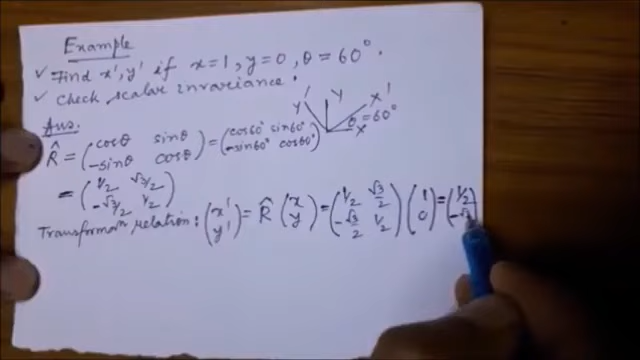 Example
✓ Find x', y' if x=1, y=0, θ = 60°.
✓ Check scalar invariance.
Y' Y X'
θ=60°
X
Ans.
R̂ = (cosθ sinθ
-sinθ cosθ) = (cos60° sin60°
-sin60° cos60°)
= (1/2 √3/2
-√3/2 1/2)
Transforman relation: (x'
y') = R̂ (x
y) = (1/2 √3/2
-√3/2 1/2) (1
0) = (1/2
-√3